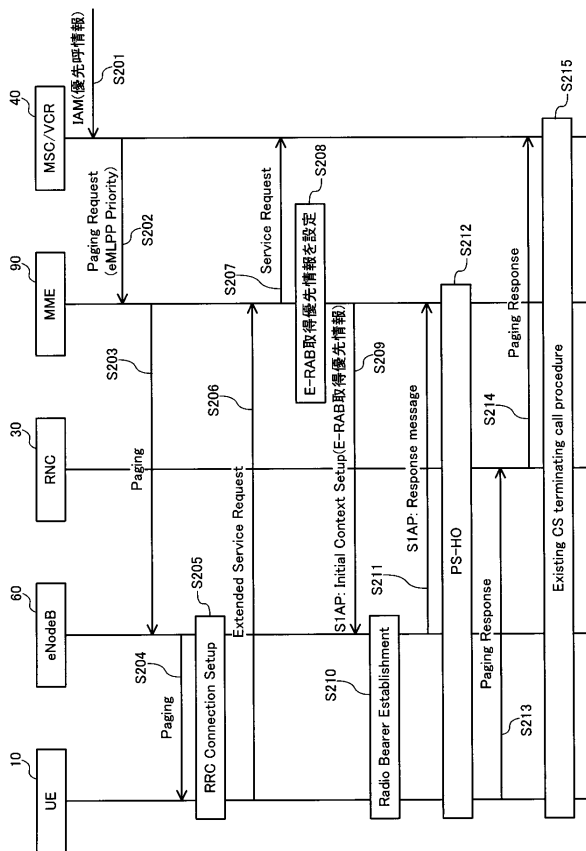 10
UE
60
eNodeB
30
RNC
90
MME
40
MSC/VCR
IAM(優先呼情報)
S201
Paging Request
(eMLPP Priority)
S202
S203
Paging
S204
Paging
S205
RRC Connection Setup
S206
Extended Service Request
S207
Service Request
S208
E-RAB取得優先情報を設定
S209
S1AP: Initial Context Setup(E-RAB取得優先情報)
S210
Radio Bearer Establishment
S211
S1AP: Response message
S212
PS-HO
S213
Paging Response
S214
Paging Response
S215
Existing CS terminating call procedure